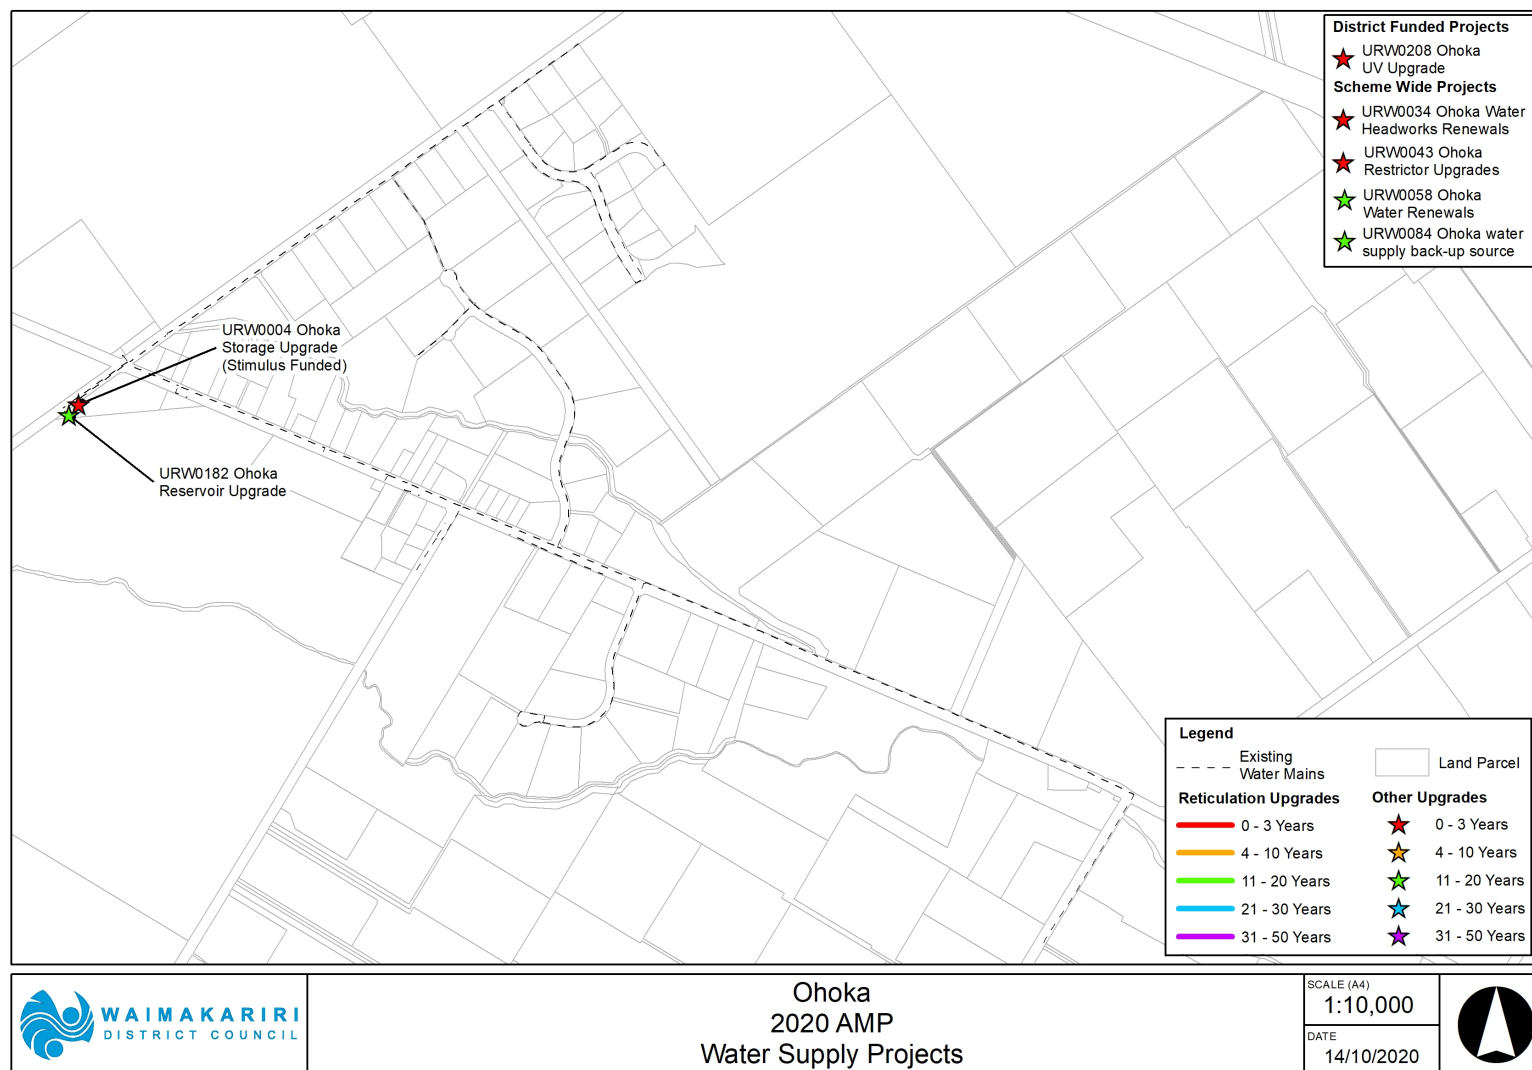 District Funded Projects
URW0208 Ohoka
UV Upgrade
Scheme Wide Projects
URW0034 Ohoka Water
Headworks Renewals
URW0043 Ohoka
Restrictor Upgrades
URW0058 Ohoka
Water Renewals
URW0084 Ohoka water
supply back-up source
URW0004 Ohoka
Storage Upgrade
(Stimulus Funded)
URW0182 Ohoka
Reservoir Upgrade
Legend
Existing
Water Mains
Land Parcel
Reticulation Upgrades
Other Upgrades
0 - 3 Years
0 - 3 Years
4 - 10 Years
4 - 10 Years
11 - 20 Years
11 - 20 Years
21 - 30 Years
21 - 30 Years
31 - 50 Years
31 - 50 Years
WAIMAKARIRI
DISTRICT COUNCIL
Ohoka
2020 AMP
Water Supply Projects
SCALE (A4)
1:10,000
DATE
14/10/2020